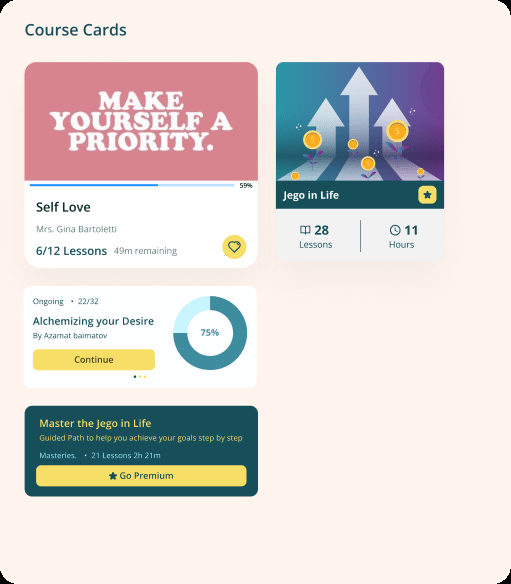 Course Cards
MAKE
YOURSELF A
PRIORITY.
59%
Self Love
Mrs. Gina Bartoletti
6/12 Lessons 49m remaining
Jego in Life
28
Lessons
11
Hours
Ongoing • 22/32
Alchemizing your Desire
By Azamat baimatov
Continue
75%
Master the Jego in Life
Guided Path to help you achieve your goals step by step
Masteries. • 21 Lessons 2h 21m
Go Premium